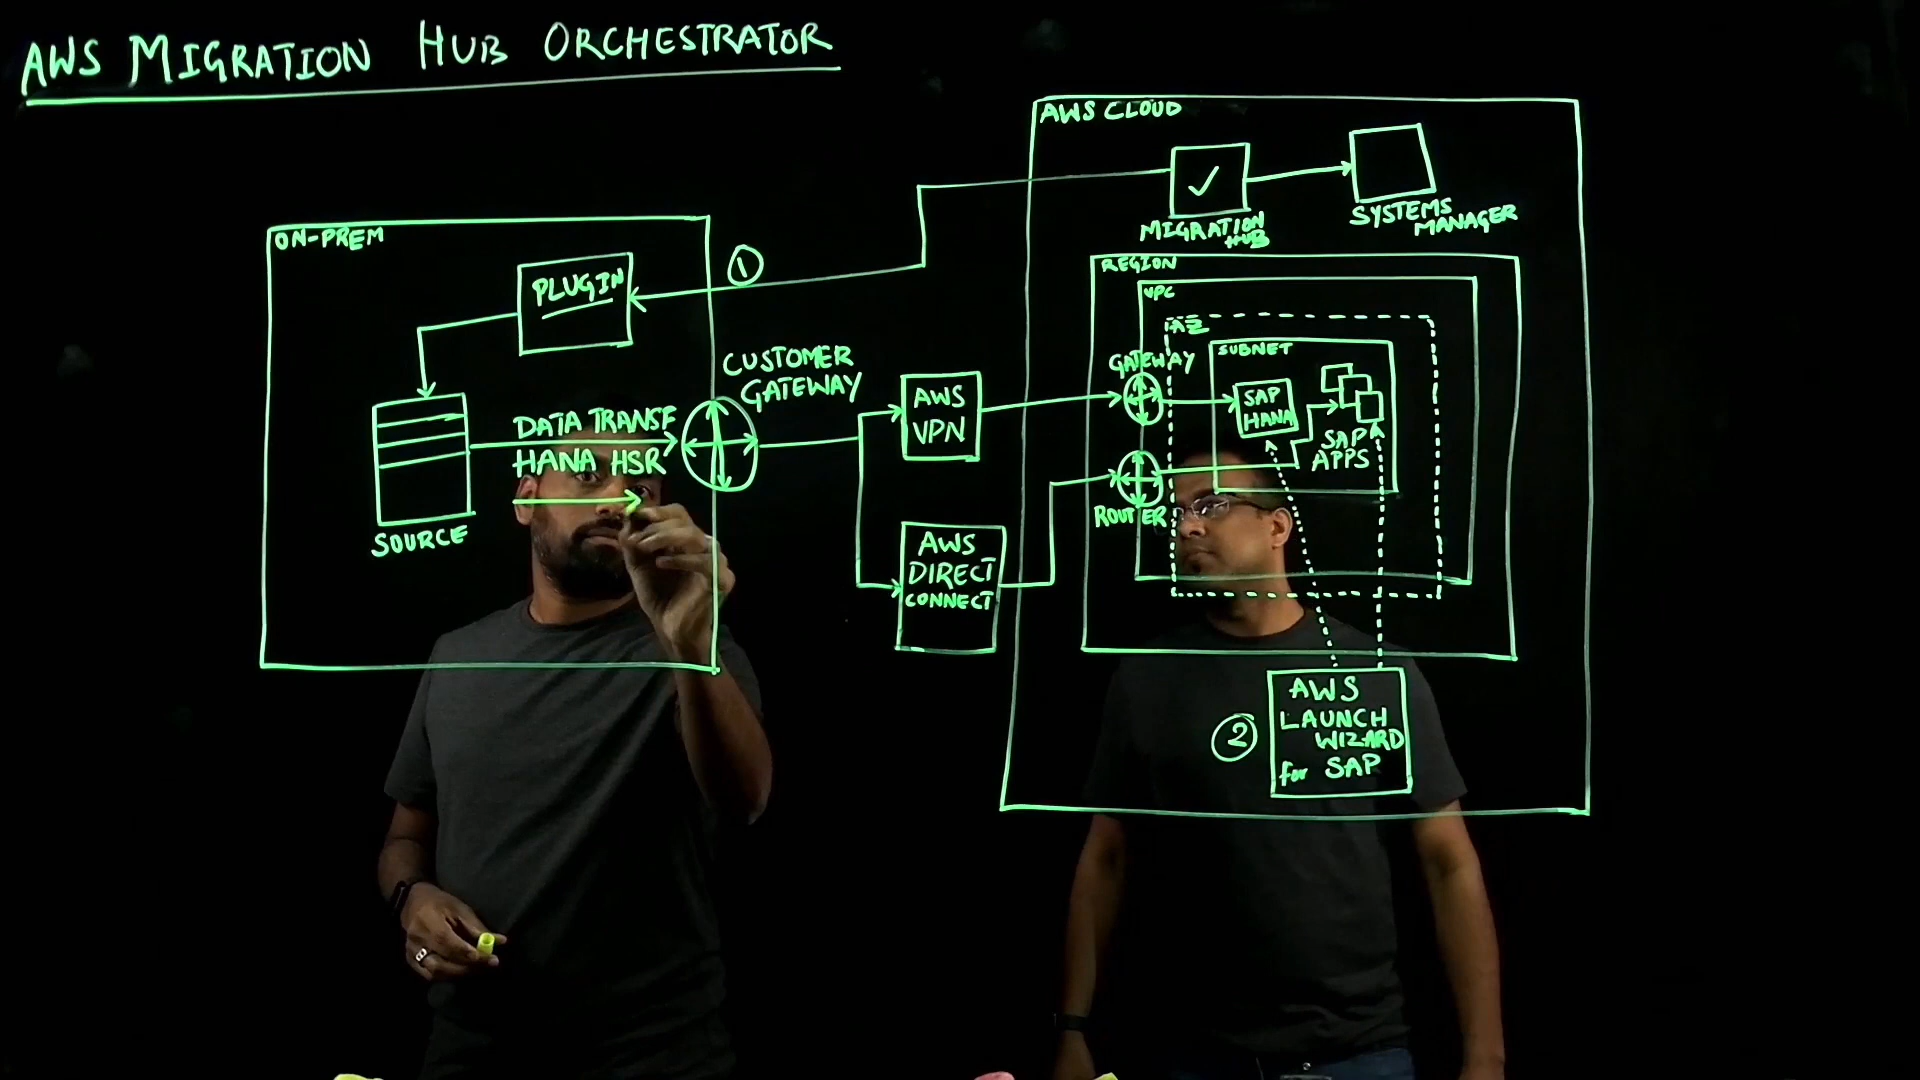 AWS MIGRATION HUB ORCHESTRATOR
AWS CLOUD
MIGRATION
HUB
SYSTEMS
MANAGER
ON-PREM
PLUGIN
1
REGION
VPC
AZ
SUBNET
GATEWAY
SAP
HANA
SAP
APPS
CUSTOMER
GATEWAY
AWS
VPN
DATA TRANSF
HANA HSR
SOURCE
ROUTER
AWS
DIRECT
CONNECT
2
AWS
LAUNCH
WIZARD
for SAP